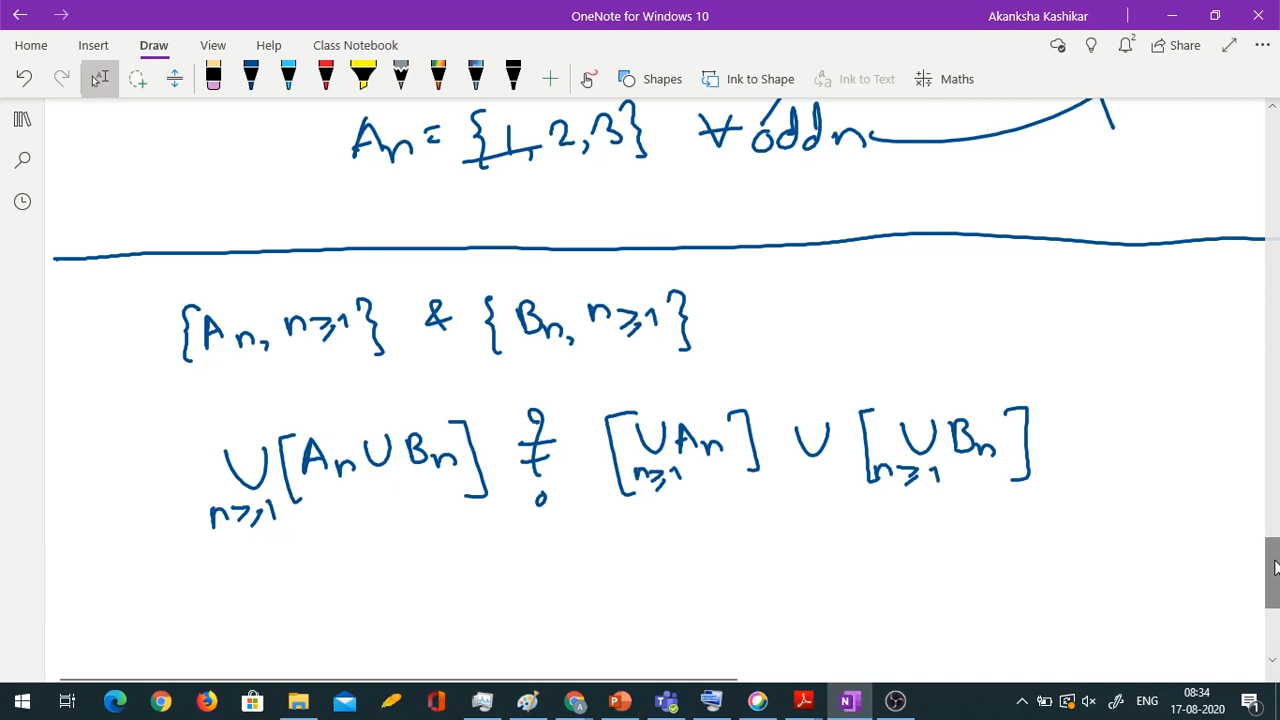 OneNote for Windows 10
Akanksha Kashikar
Home Insert Draw View Help Class Notebook Share
Shapes Ink to Shape Ink to Text Maths
An = {1, 2, 3} ∀ odd n
{An, n≥1} & {Bn, n≥1}
∪n≥1 [An ∪ Bn] ≟ [∪n≥1 An] ∪ [∪n≥1 Bn]
ENG 08:34
17-08-2020